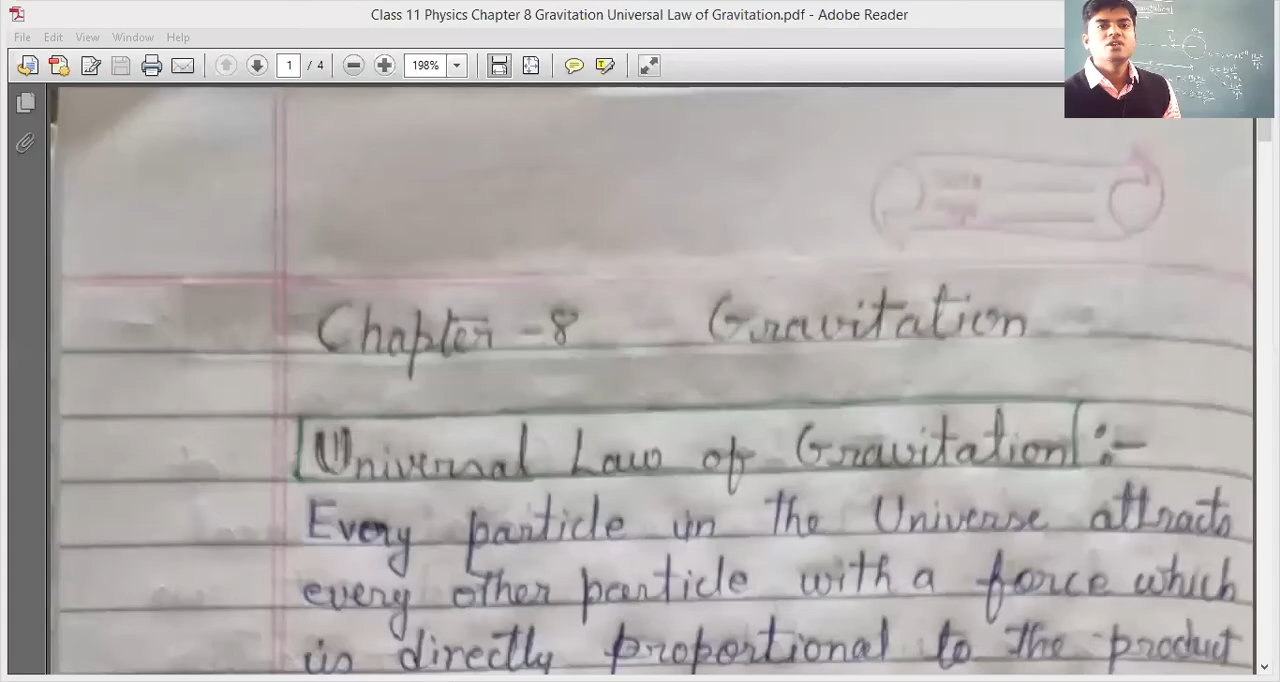 Class 11 Physics Chapter 8 Gravitation Universal Law of Gravitation.pdf - Adobe Reader
File Edit View Window Help
1 / 4 198%
Chapter -8 Gravitation
Universal Law of Gravitation :-
Every particle in the Universe attracts
every other particle with a force which
is directly proportional to the product